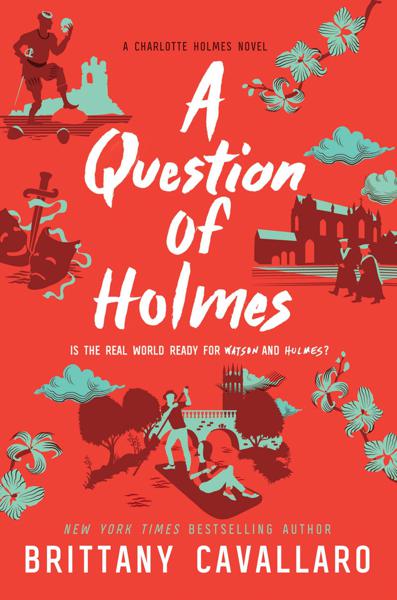 A CHARLOTTE HOLMES NOVEL
A
Question
of
Holmes
IS THE REAL WORLD READY FOR WATSON AND HOLMES?
NEW YORK TIMES BESTSELLING AUTHOR
BRITTANY CAVALLARO